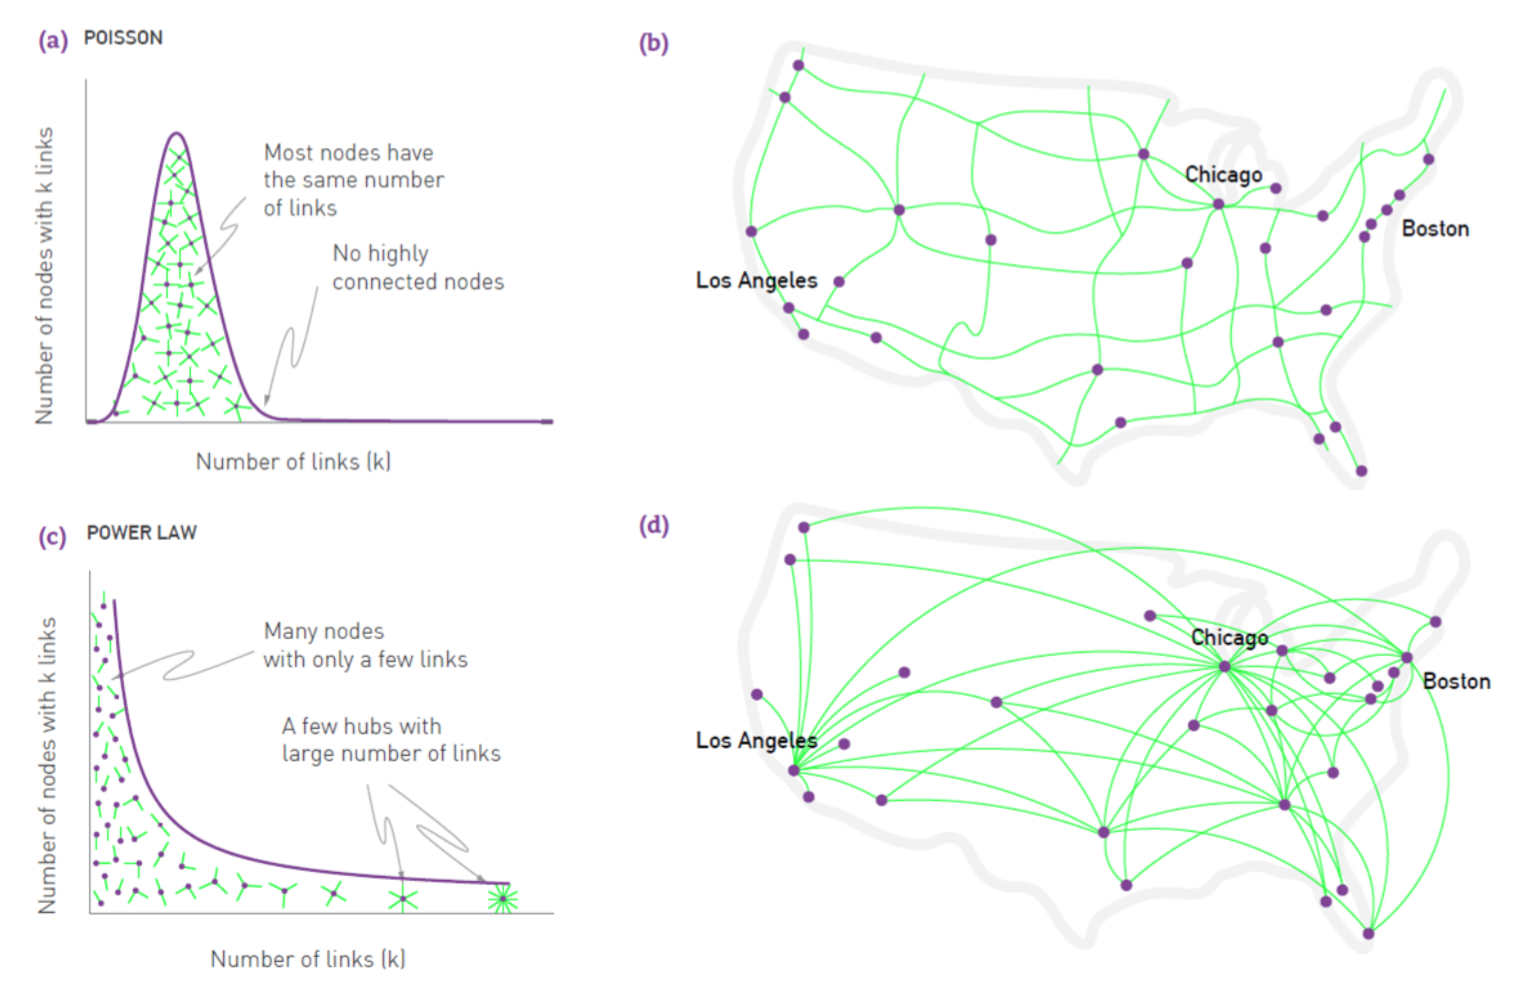 (a) POISSON
Number of nodes with k links
Most nodes have
the same number
of links
No highly
connected nodes
Number of links (k)
(b)
Chicago
Boston
Los Angeles
(c) POWER LAW
Number of nodes with k links
Many nodes
with only a few links
A few hubs with
large number of links
Number of links (k)
(d)
Chicago
Boston
Los Angeles